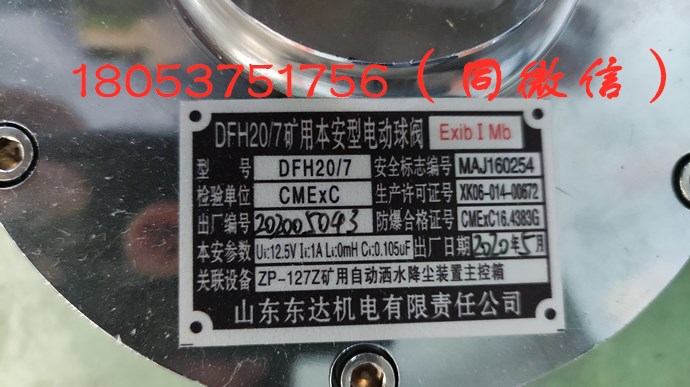 18053751756（同微信）
DFH20/7矿用本安型电动球阀 Exib I Mb
型号 DFH20/7 安全标志编号 MAJ160254
检验单位 CMExC 生产许可证号 XK06-014-00672
出厂编号 202005043 防爆合格证号 CMExC16.4383G
本安参数 Ui:12.5V Ii:1A Li:0mH Ci:0.105uF 出厂日期 2020年5月
关联设备 ZP-127Z矿用自动洒水降尘装置主控箱
山东东达机电有限责任公司